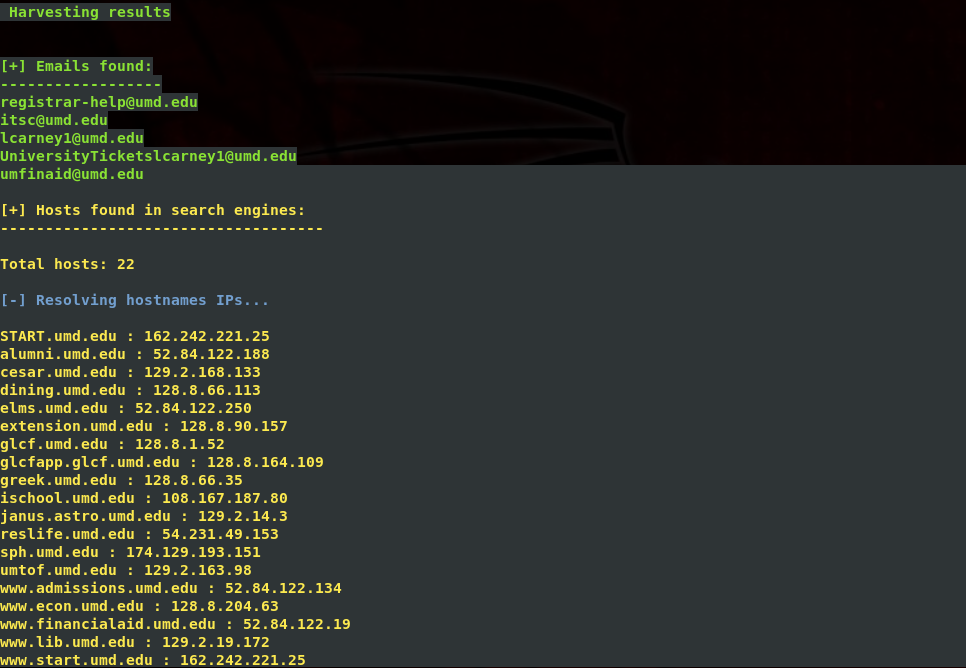 Harvesting results
[+] Emails found:
------------------
registrar-help@umd.edu
itsc@umd.edu
lcarney1@umd.edu
UniversityTicketslcarney1@umd.edu
umfinaid@umd.edu
[+] Hosts found in search engines:
------------------------------------
Total hosts: 22
[-] Resolving hostnames IPs...
START.umd.edu : 162.242.221.25
alumni.umd.edu : 52.84.122.188
cesar.umd.edu : 129.2.168.133
dining.umd.edu : 128.8.66.113
elms.umd.edu : 52.84.122.250
extension.umd.edu : 128.8.90.157
glcf.umd.edu : 128.8.1.52
glcfapp.glcf.umd.edu : 128.8.164.109
greek.umd.edu : 128.8.66.35
ischool.umd.edu : 108.167.187.80
janus.astro.umd.edu : 129.2.14.3
reslife.umd.edu : 54.231.49.153
sph.umd.edu : 174.129.193.151
umtof.umd.edu : 129.2.163.98
www.admissions.umd.edu : 52.84.122.134
www.econ.umd.edu : 128.8.204.63
www.financialaid.umd.edu : 52.84.122.19
www.lib.umd.edu : 129.2.19.172
www.start.umd.edu : 162.242.221.25